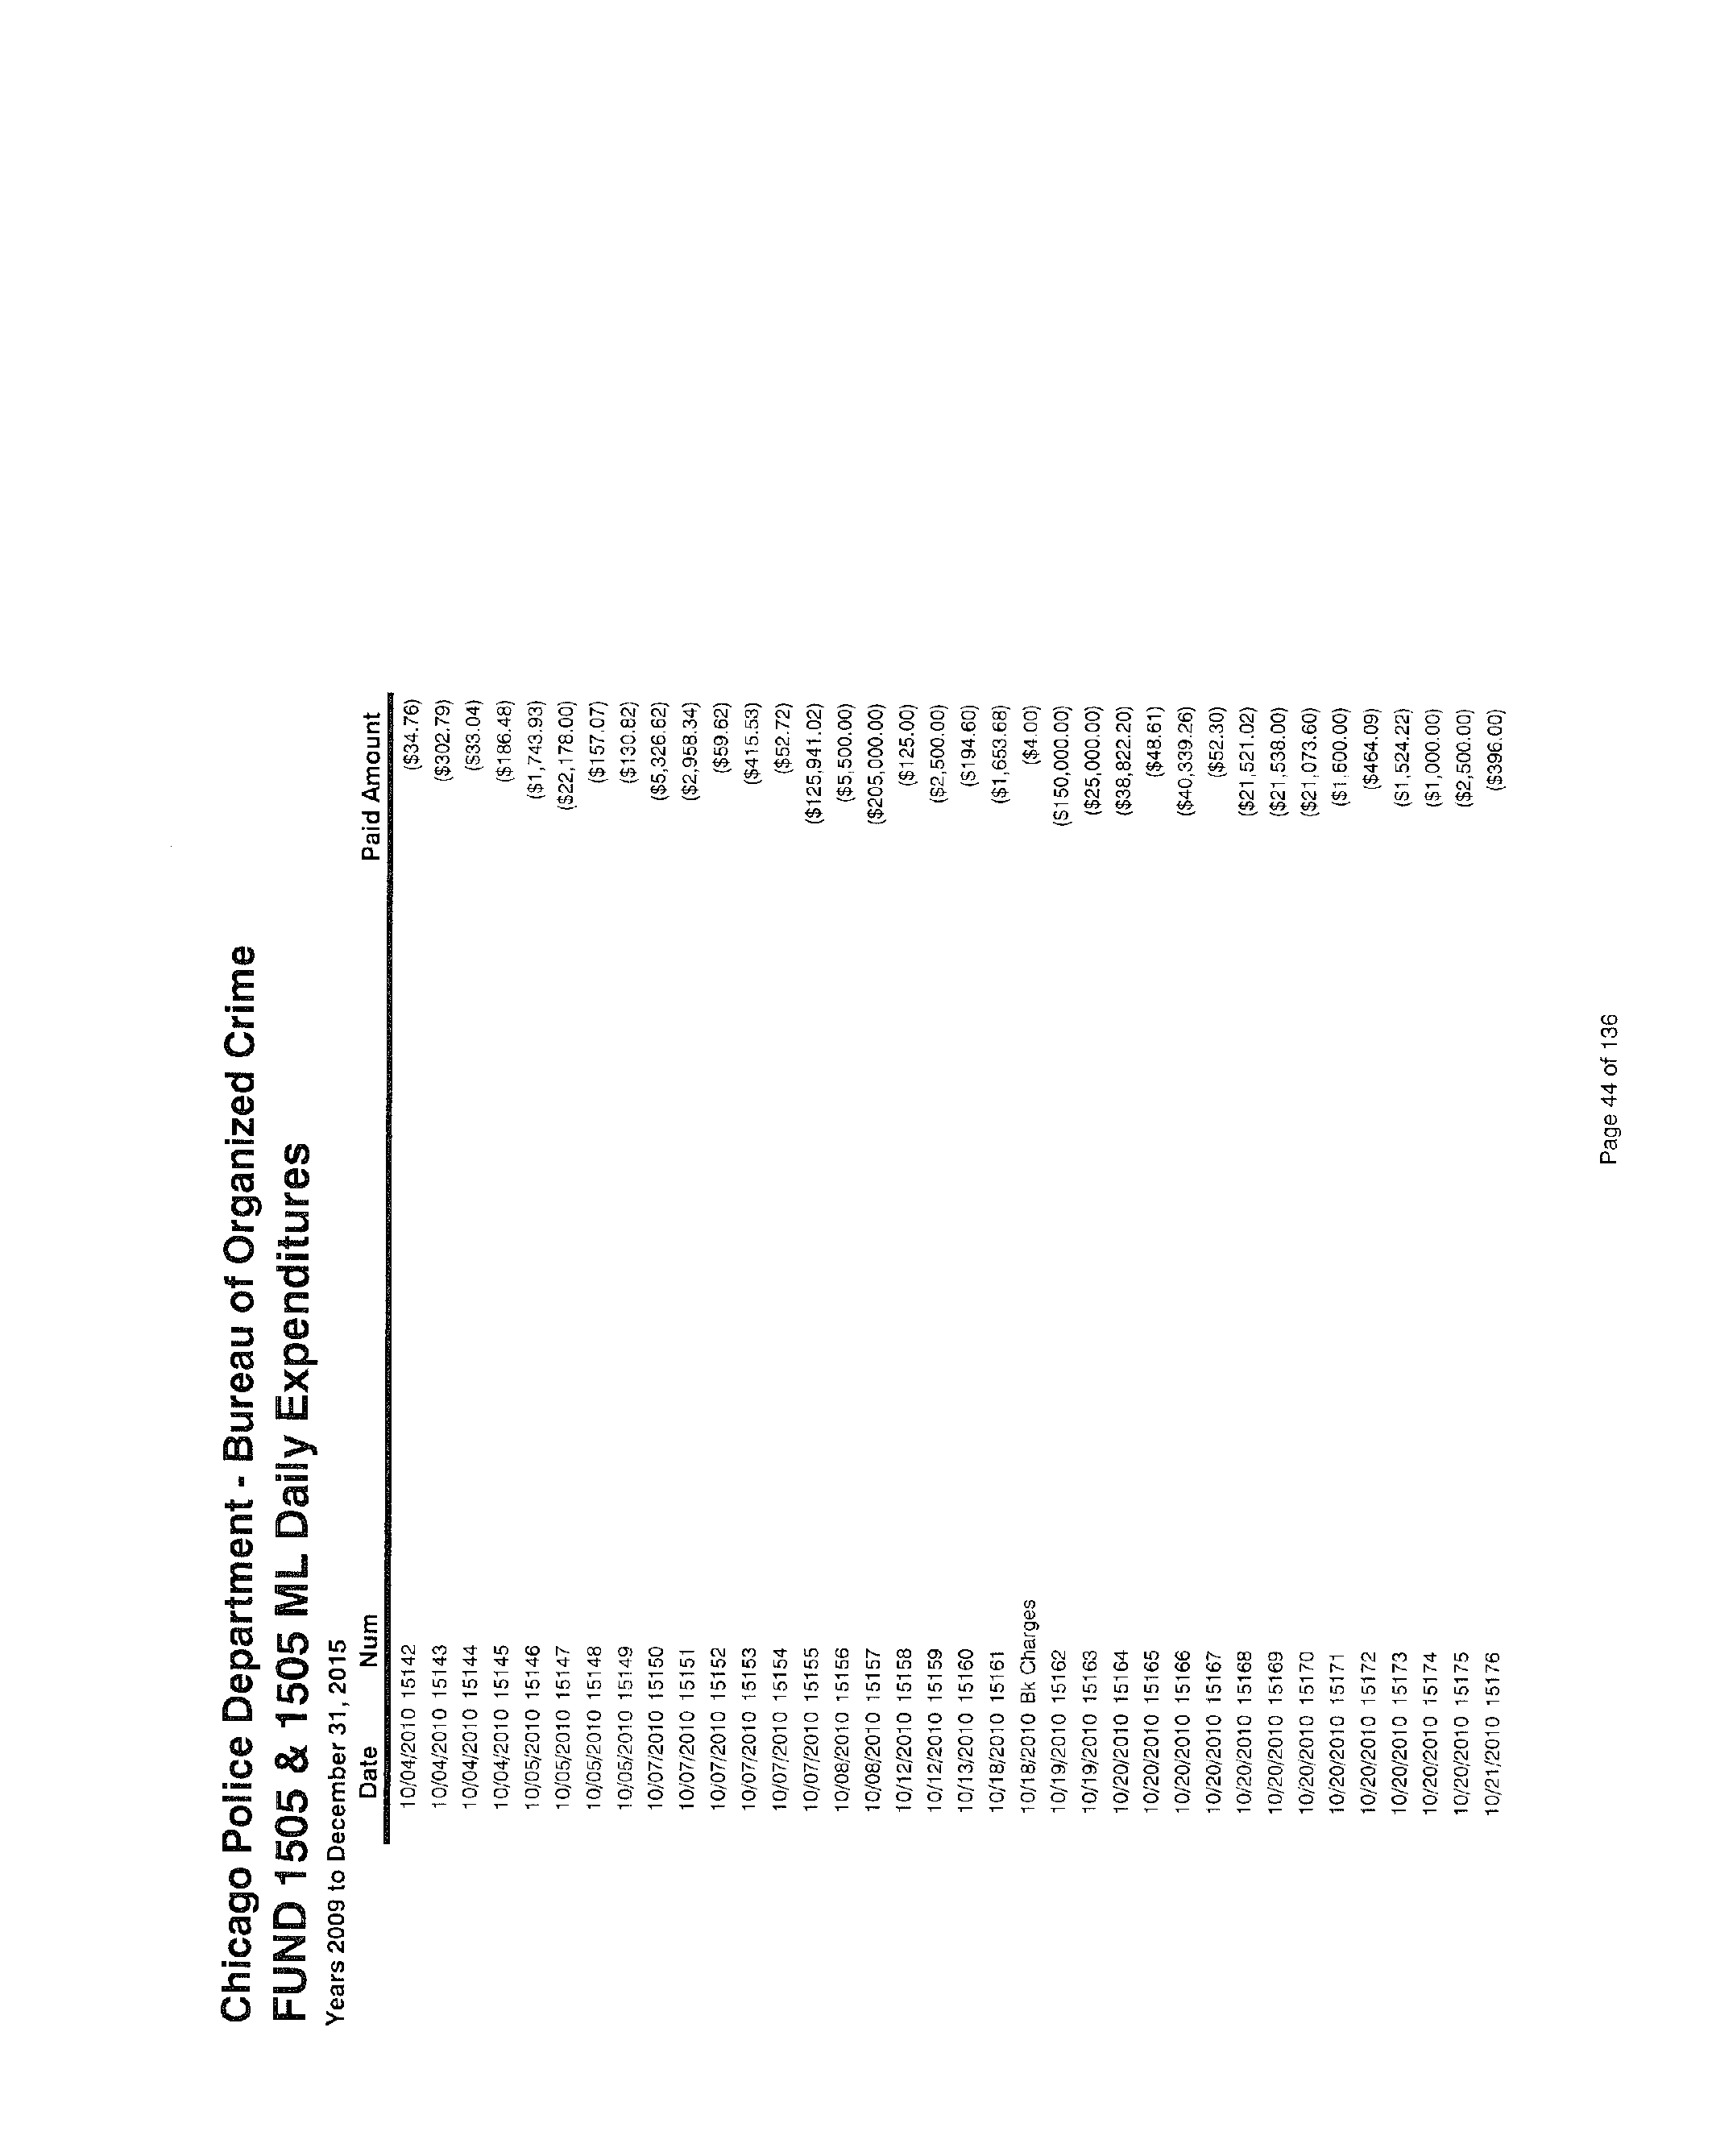 Chicago Police Department - Bureau of Organized Crime
FUND 1505 & 1505 ML Daily Expenditures
Years 2009 to December 31, 2015
Date Num Paid Amount
10/04/2010 15142 ($34.76)
10/04/2010 15143 ($302.79)
10/04/2010 15144 ($33.04)
10/04/2010 15145 ($186.48)
10/05/2010 15146 ($1,743.93)
10/05/2010 15147 ($22,178.00)
10/05/2010 15148 ($157.07)
10/05/2010 15149 ($130.82)
10/07/2010 15150 ($5,326.62)
10/07/2010 15151 ($2,958.34)
10/07/2010 15152 ($59.62)
10/07/2010 15153 ($415.53)
10/07/2010 15154 ($52.72)
10/07/2010 15155 ($125,941.02)
10/08/2010 15156 ($5,500.00)
10/08/2010 15157 ($205,000.00)
10/12/2010 15158 ($125.00)
10/12/2010 15159 ($2,500.00)
10/13/2010 15160 ($194.60)
10/18/2010 15161 ($1,653.68)
10/18/2010 Bk Charges ($4.00)
10/19/2010 15162 ($150,000.00)
10/19/2010 15163 ($25,000.00)
10/20/2010 15164 ($38,822.20)
10/20/2010 15165 ($48.61)
10/20/2010 15166 ($40,339.26)
10/20/2010 15167 ($52.30)
10/20/2010 15168 ($21,521.02)
10/20/2010 15169 ($21,538.00)
10/20/2010 15170 ($21,073.60)
10/20/2010 15171 ($1,600.00)
10/20/2010 15172 ($464.09)
10/20/2010 15173 ($1,524.22)
10/20/2010 15174 ($1,000.00)
10/20/2010 15175 ($2,500.00)
10/21/2010 15176 ($396.00)
Page 44 of 136